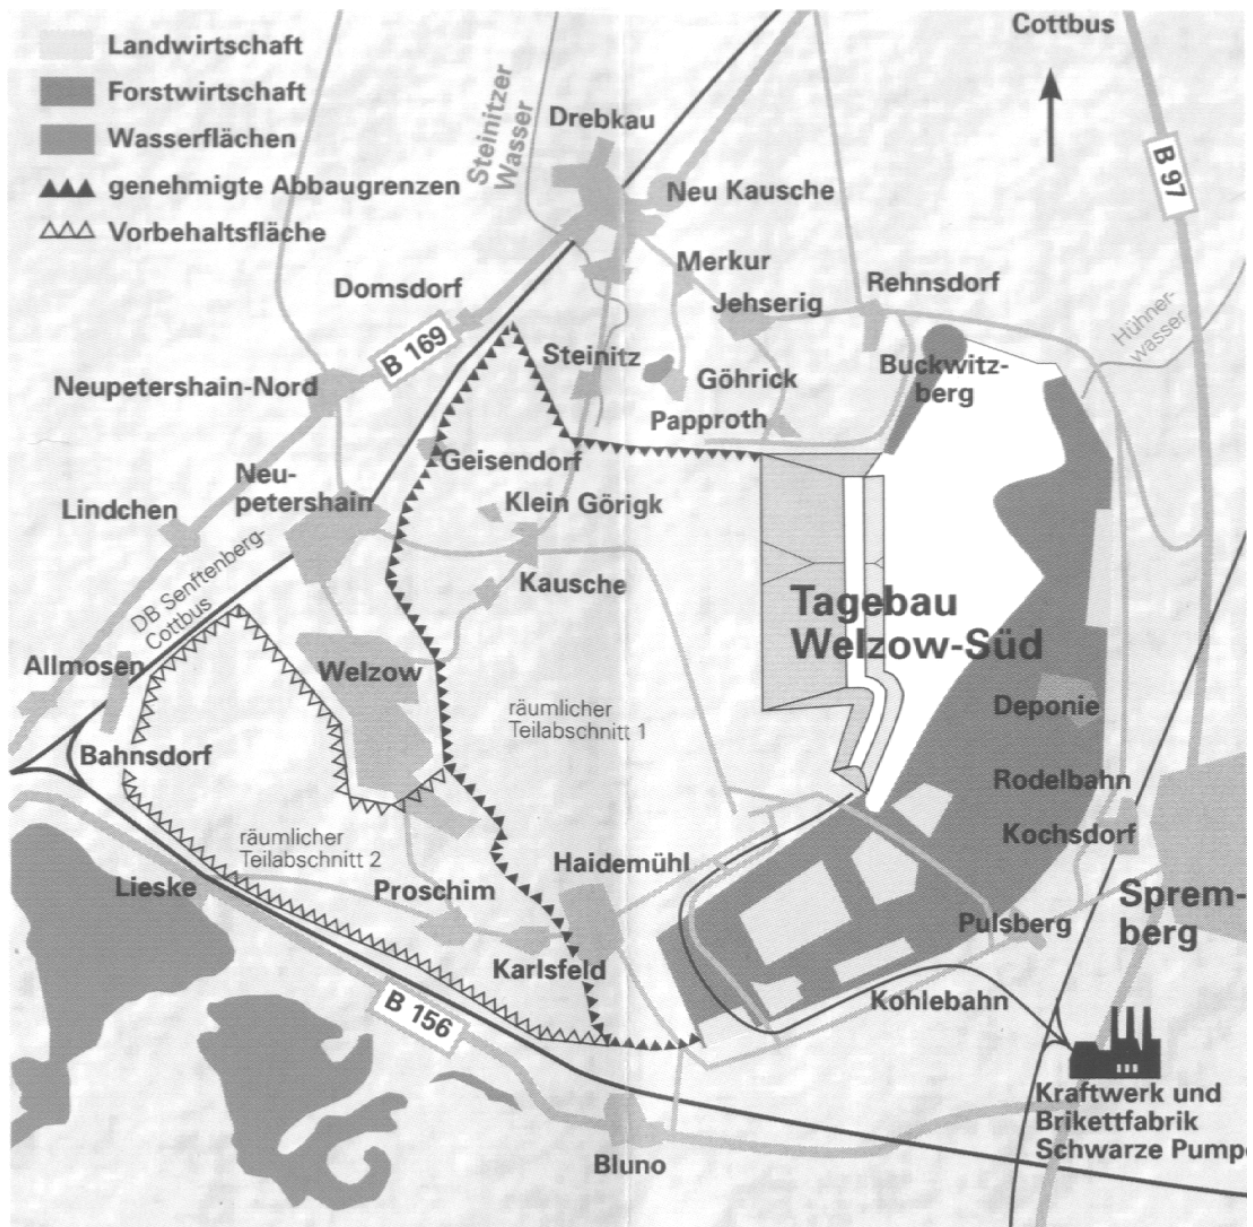 Landwirtschaft
Forstwirtschaft
Wasserflächen
genehmigte Abbaugrenzen
Vorbehaltsfläche
Cottbus
B 97
Steinitzer
Wasser
Drebkau
Neu Kausche
Merkur
Jehserig
Rehnsdorf
Hühner-
wasser
Domsdorf
B 169
Steinitz
Göhrick
Buckwitz-
berg
Neupetershain-Nord
Papproth
Geisendorf
Neu-
petershain
Klein Görigk
Lindchen
Kausche
DB Senftenberg-
Cottbus
Tagebau
Welzow-Süd
Allmosen
Welzow
räumlicher
Teilabschnitt 1
Deponie
Bahnsdorf
Rodelbahn
räumlicher
Teilabschnitt 2
Haidemühl
Kochsdorf
Lieske
Proschim
Sprem-
berg
Pulsberg
Karlsfeld
Kohlebahn
B 156
Kraftwerk und
Brikettfabrik
Schwarze Pumpe
Bluno